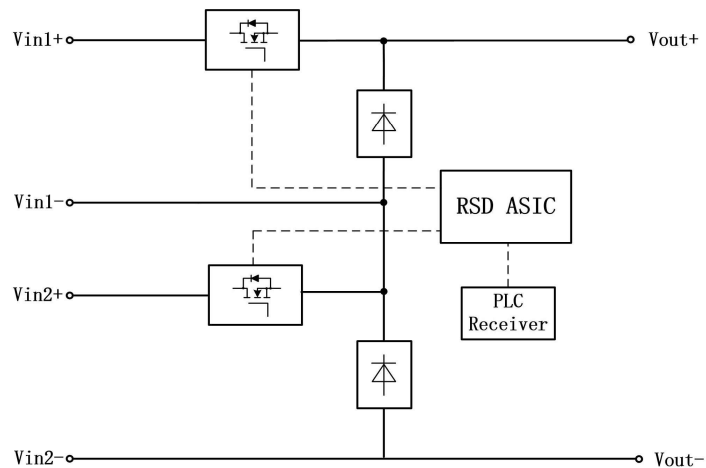 Vin1+
Vout+
Vin1-
RSD ASIC
Vin2+
PLC
Receiver
Vin2-
Vout-